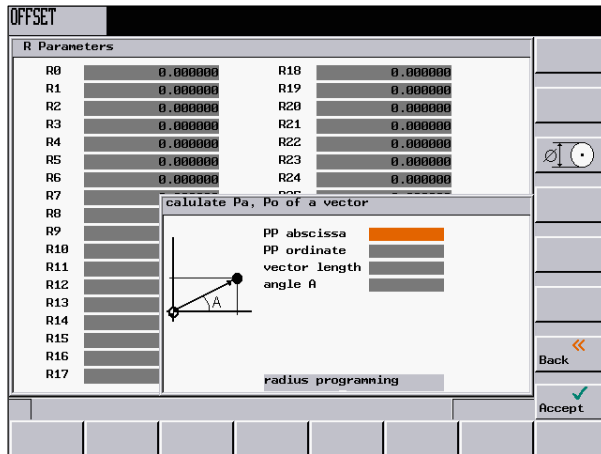 OFFSET
R Parameters
R0 0.000000 R18 0.000000
R1 0.000000 R19 0.000000
R2 0.000000 R20 0.000000
R3 0.000000 R21 0.000000
R4 0.000000 R22 0.000000
R5 0.000000 R23 0.000000
R6 0.000000 R24 0.000000
R7
R8
R9
R10
R11
R12
R13
R14
R15
R16
R17
calulate Pa, Po of a vector
PP abscissa
PP ordinate
vector length
angle A
A
radius programming
Back
Accept